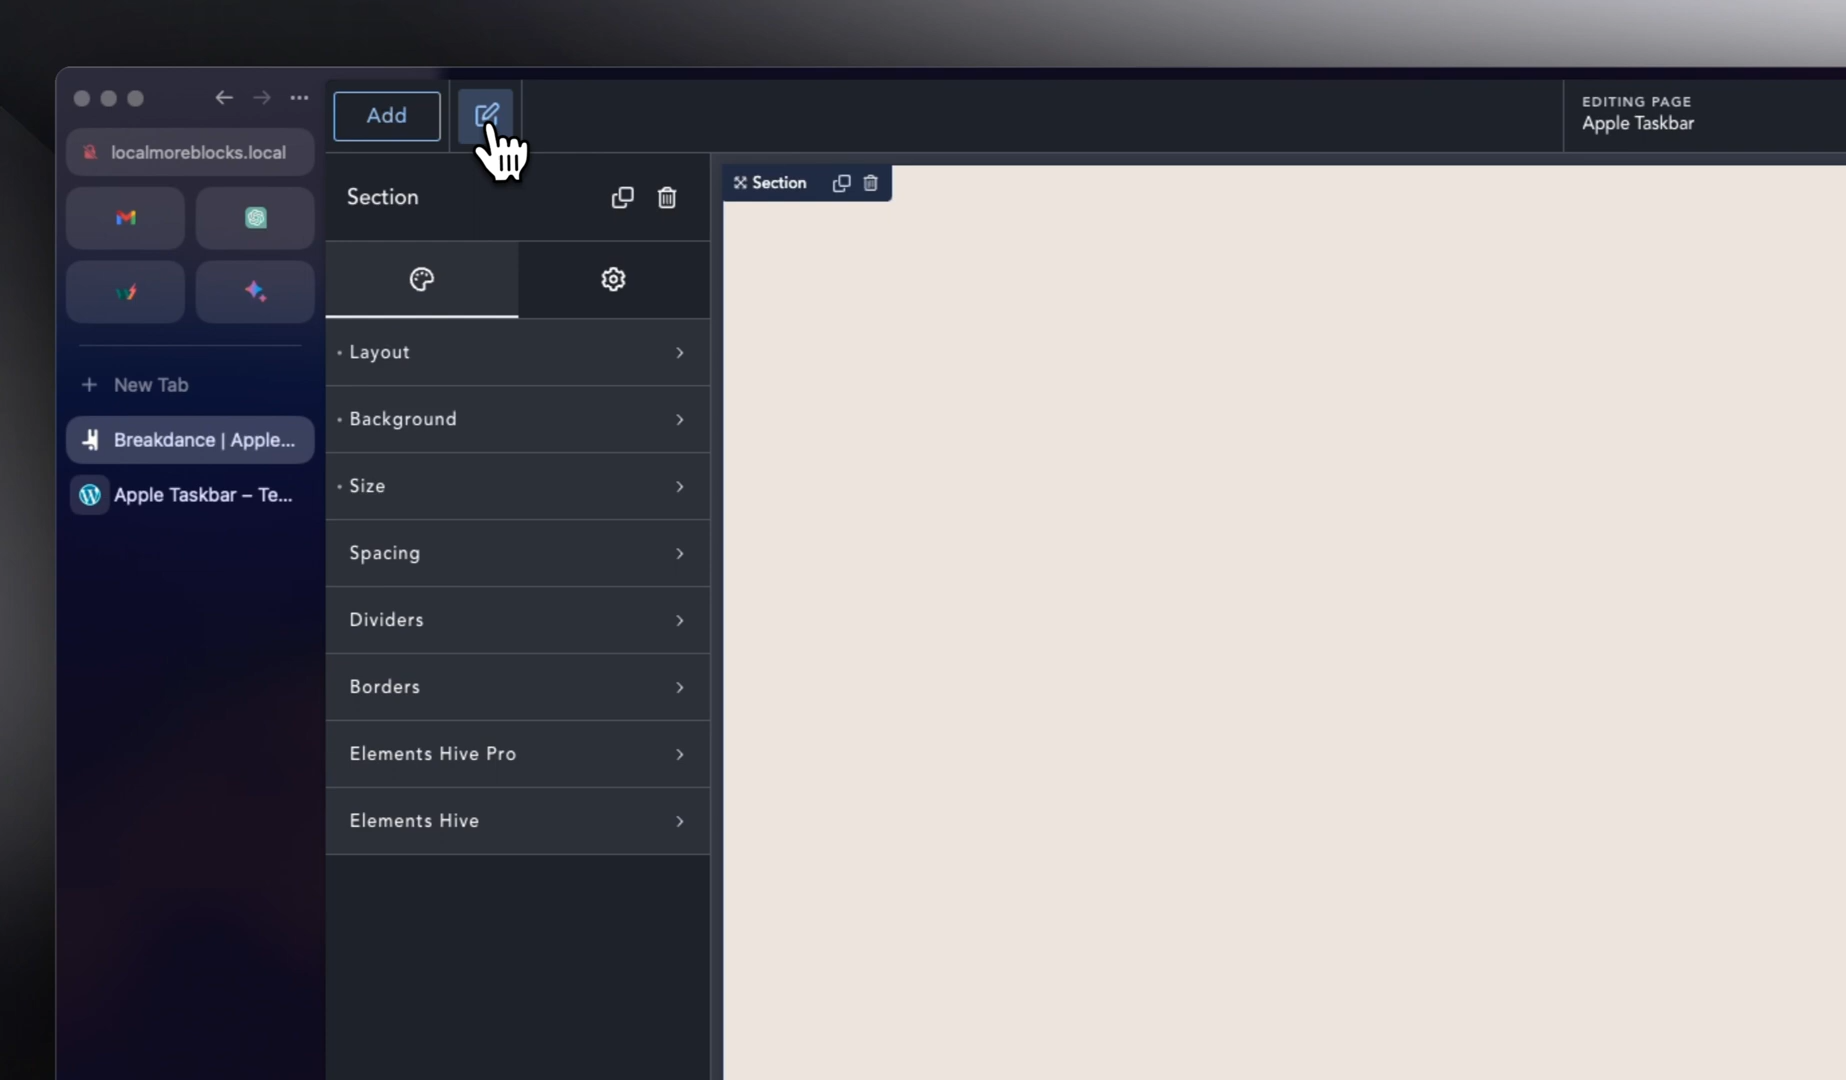 Add
EDITING PAGE
Apple Taskbar
localmoreblocks.local
Section
Section
Layout
Background
Size
Spacing
Dividers
Borders
Elements Hive Pro
Elements Hive
New Tab
Breakdance | Apple...
Apple Taskbar – Te...